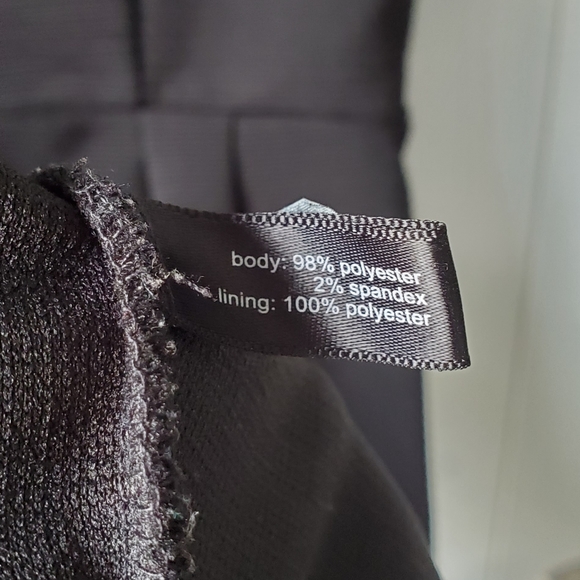 body: 98% polyester
2% spandex
lining: 100% polyester